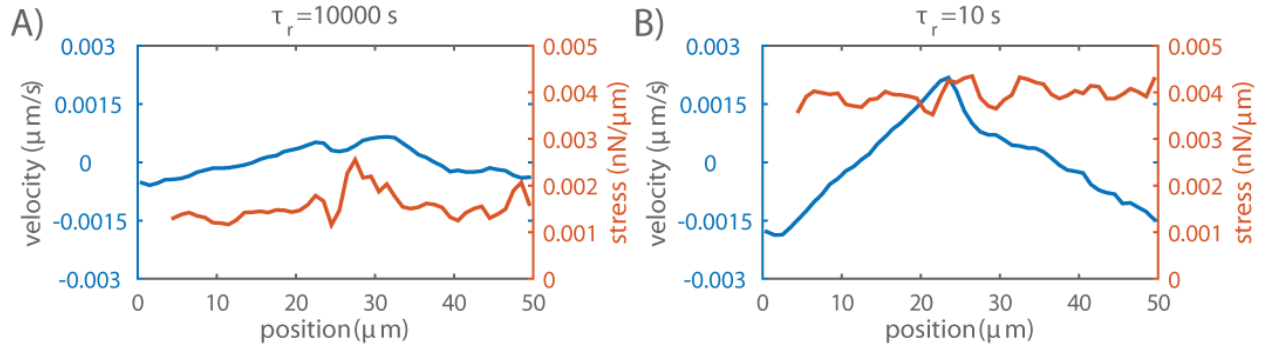 A)
τr=10000 s
velocity (μm/s)
0.003
0.0015
0
-0.0015
-0.003
0.005
0.004
0.003
0.002
0.001
0
stress (nN/μm)
0 10 20 30 40 50
position(μm)
B)
τr=10 s
velocity (μm/s)
0.003
0.0015
0
-0.0015
-0.003
0.005
0.004
0.003
0.002
0.001
0
stress (nN/μm)
0 10 20 30 40 50
position(μm)